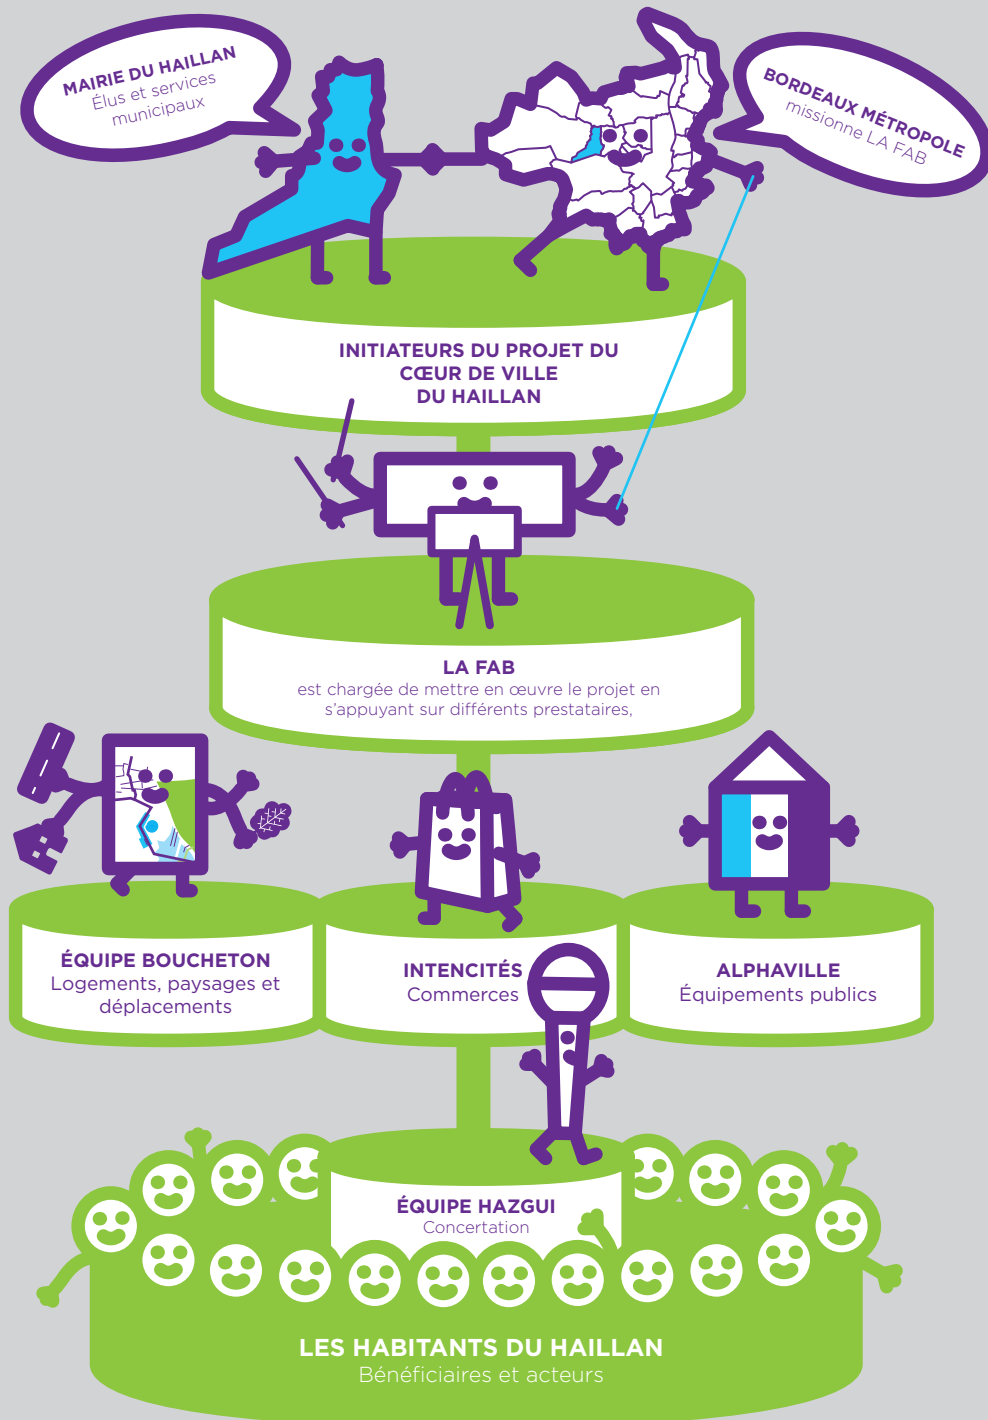 MAIRIE DU HAILLAN
Élus et services
municipaux
BORDEAUX MÉTROPOLE
missionne LA FAB
INITIATEURS DU PROJET DU
CŒUR DE VILLE
DU HAILLAN
LA FAB
est chargée de mettre en œuvre le projet en
s'appuyant sur différents prestataires,
ÉQUIPE BOUCHETON
Logements, paysages et
déplacements
INTENCITÉS
Commerces
ALPHAVILLE
Équipements publics
ÉQUIPE HAZGUI
Concertation
LES HABITANTS DU HAILLAN
Bénéficiaires et acteurs